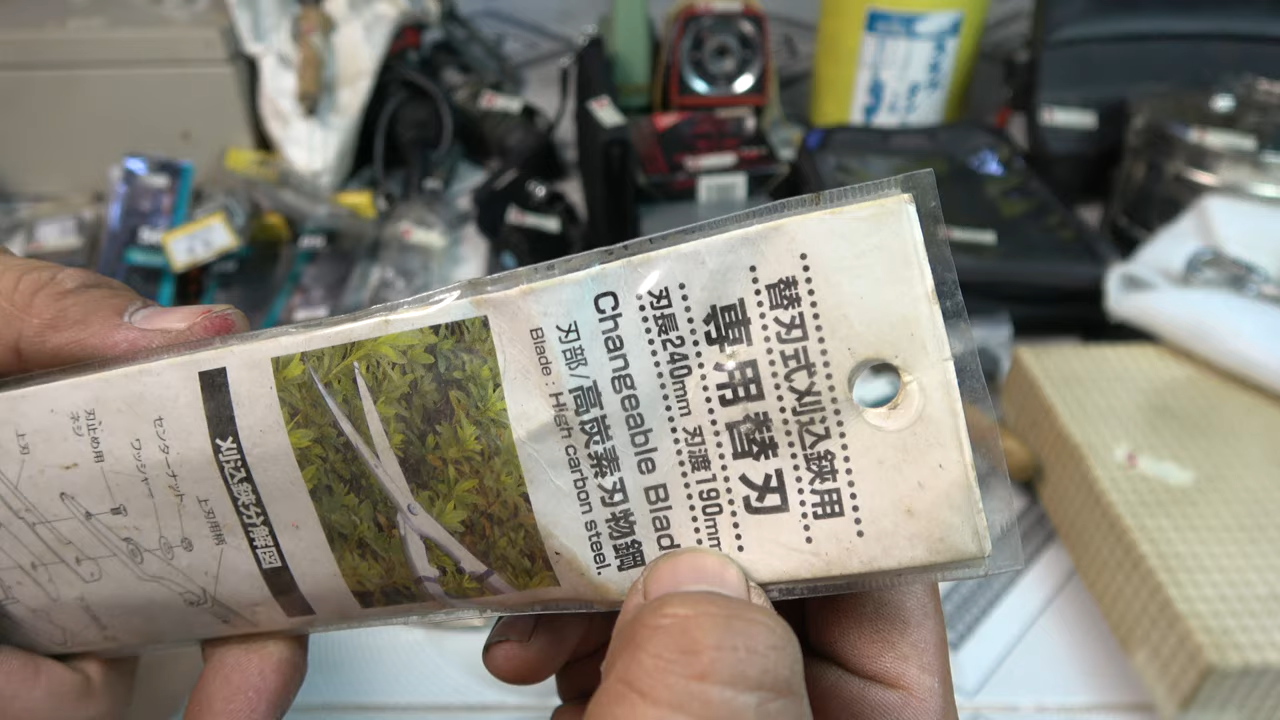 替刃式刈込鋏用
専用替刃
刃長240mm 刃渡190mm
Changeable Blad
刃部/高炭素刃物鋼
Blade : High carbon steel.
刈込鋏分解図
上刃用柄
センターナット
ワッシャー
刃止め用
ネジ
上刃